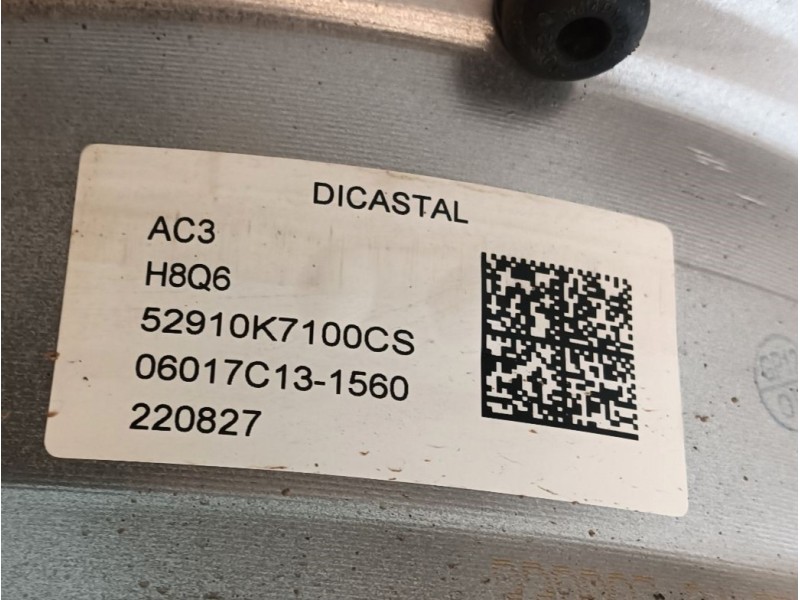 DICASTAL
AC3
H8Q6
52910K7100CS
06017C13-1560
220827